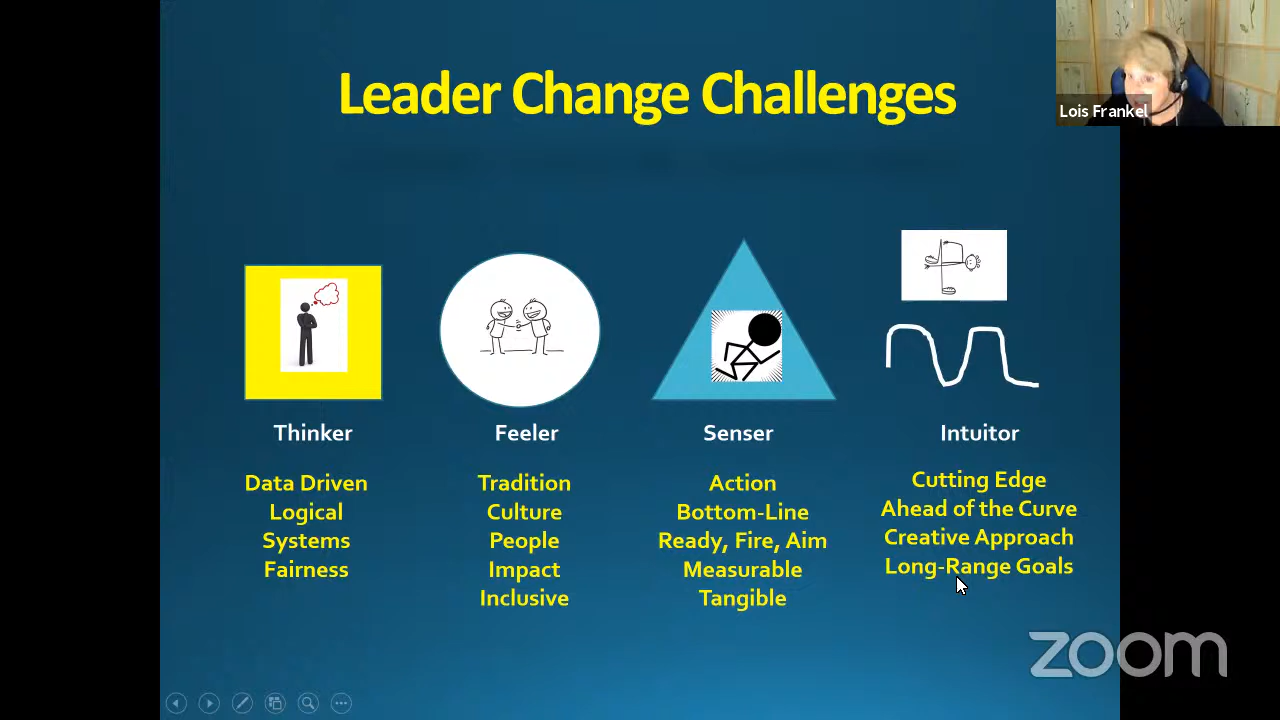 Leader Change Challenges
Lois Frankel
Thinker
Data Driven
Logical
Systems
Fairness
Feeler
Tradition
Culture
People
Impact
Inclusive
Senser
Action
Bottom-Line
Ready, Fire, Aim
Measurable
Tangible
Intuitor
Cutting Edge
Ahead of the Curve
Creative Approach
Long-Range Goals
zoom